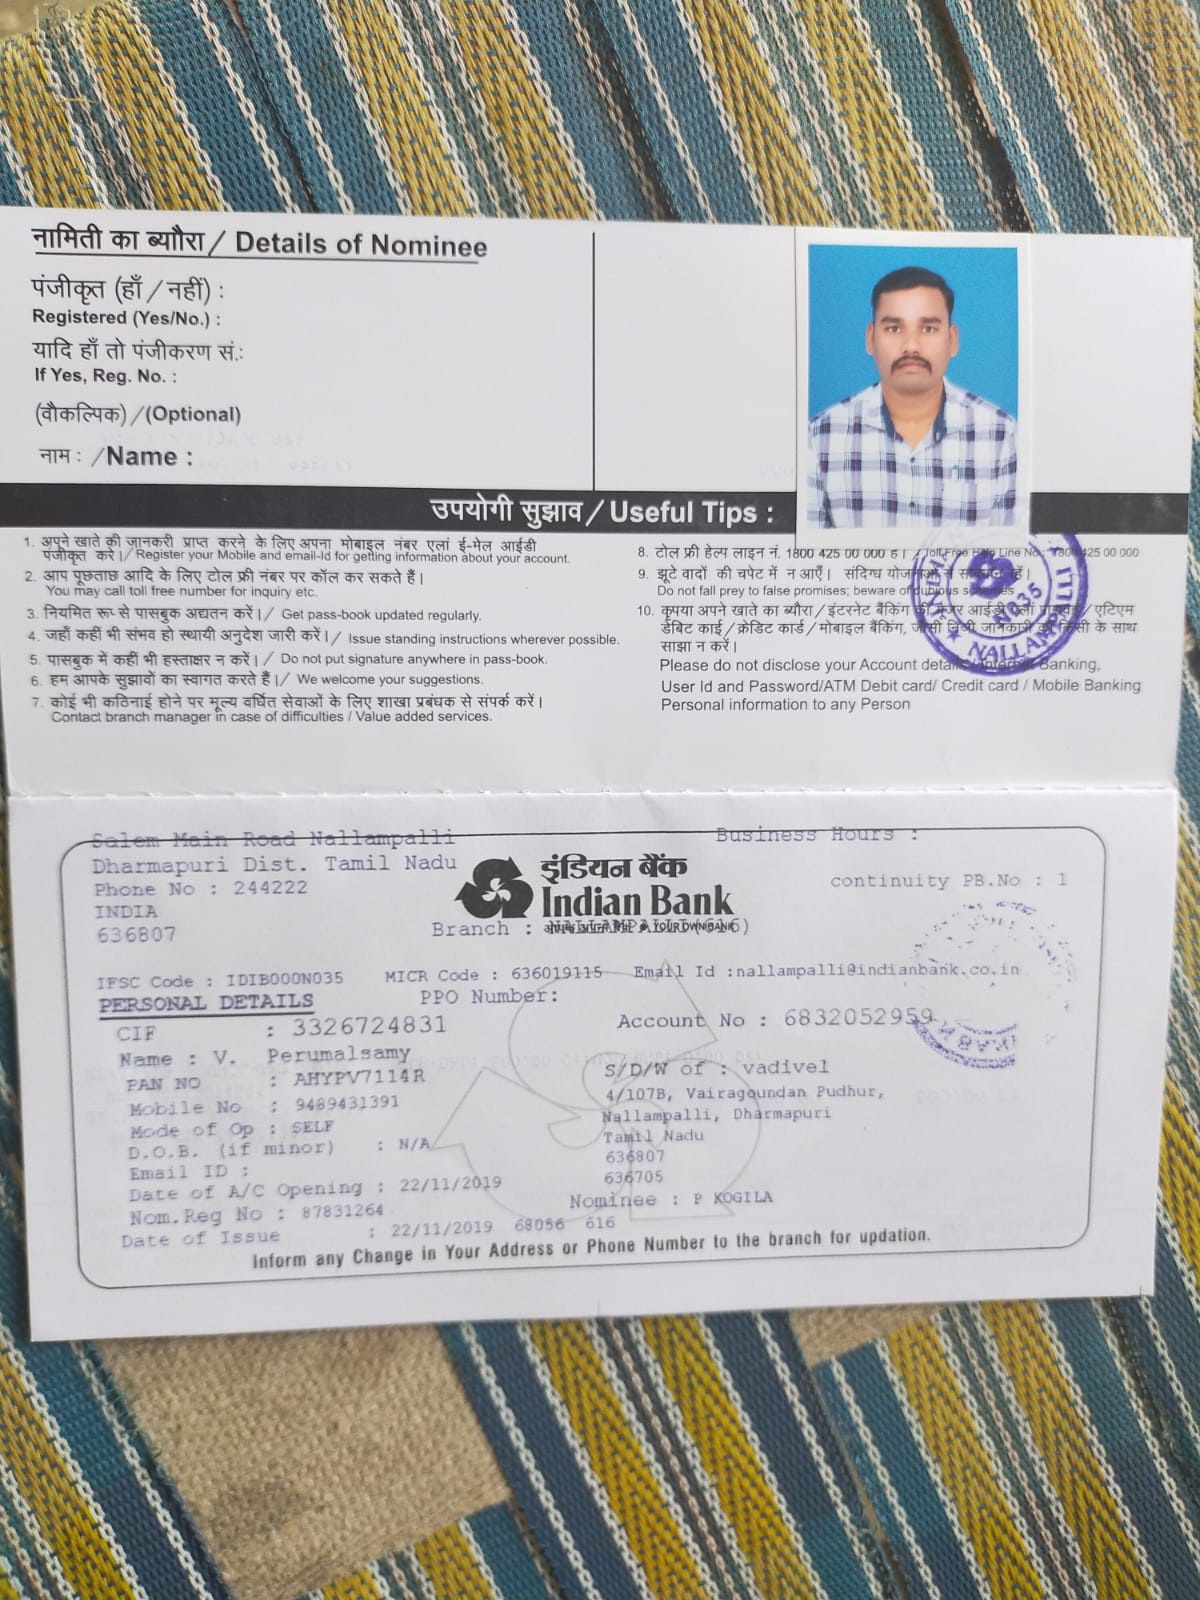 नामिती का ब्यौरा / Details of Nominee
पंजीकृत (हाँ / नहीं) :
Registered (Yes/No.) :
यादि हाँ तो पंजीकरण सं.:
If Yes, Reg. No. :
(वौकल्पिक) /(Optional)
नाम : /Name :
उपयोगी सुझाव / Useful Tips :
1. अपने खाते की जानकरी प्राप्त करने के लिए अपना मोबाइल नंबर एलां ई-मेल आईडी
पंजीकृत करें। / Register your Mobile and email-Id for getting information about your account.
2. आप पूछताछ आदि के लिए टोल फ्री नंबर पर कॉल कर सकते हैं।
You may call toll free number for inquiry etc.
3. नियमित रू-से पासबुक अद्यतन करें। / Get pass-book updated regularly.
4. जहाँ कहीं भी संभव हो स्थायी अनुदेश जारी करें। / Issue standing instructions wherever possible.
5. पासबुक में कहीं भी हस्ताक्षर न करें। / Do not put signature anywhere in pass-book.
6. हम आपके सुझावों का स्वागत करते हैं। / We welcome your suggestions.
7. कोई भी कठिनाई होने पर मूल्य वर्धित सेवाओं के लिए शाखा प्रबंधक से संपर्क करें।
Contact branch manager in case of difficulties / Value added services.
8. टोल फ्री हेल्प लाइन नं. 1800 425 00 000 है। / Toll Free Help Line No.: 1800 425 00 000
9. झूटे वादों की चपेट में न आएँ। संदिग्ध योजनाओं से सावधान रहें।
Do not fall prey to false promises; beware of dubious schemes
10. कृपया अपने खाते का ब्यौरा / इंटरनेट बैंकिंग की यूजर आईडी एलां पासवर्ड / एटिएम
डेबिट काई / क्रेडिट कार्ड / मोबाइल बैंकिंग, जैसी निजी जानकारी किसी के साथ
साझा न करें।
Please do not disclose your Account details / Internet Banking,
User Id and Password/ATM Debit card/ Credit card / Mobile Banking
Personal information to any Person
N035
NALLAMPALLI
Salem Main Road Nallampalli
Business Hours :
Dharmapuri Dist. Tamil Nadu
इंडियन बैंक
Phone No : 244222
Indian Bank
continuity PB.No : 1
INDIA
YOUR OWN BANK
636807
Branch : NALLAMPALLI (616)
IFSC Code : IDIB000N035 MICR Code : 636019115 Email Id :nallampalli@indianbank.co.in
PERSONAL DETAILS PPO Number:
CIF : 3326724831 Account No : 6832052959
Name : V. Perumalsamy S/D/W of : vadivel
PAN NO : AHYPV7114R 4/107B, Vairagoundan Pudhur,
Mobile No : 9489431391 Nallampalli, Dharmapuri
Mode of Op : SELF Tamil Nadu
D.O.B. (if minor) : N/A 636807
Email ID : 636705
Date of A/C Opening : 22/11/2019 Nominee : P KOGILA
Nom.Reg No : 87831264
Date of Issue : 22/11/2019 68056 616
Inform any Change in Your Address or Phone Number to the branch for updation.